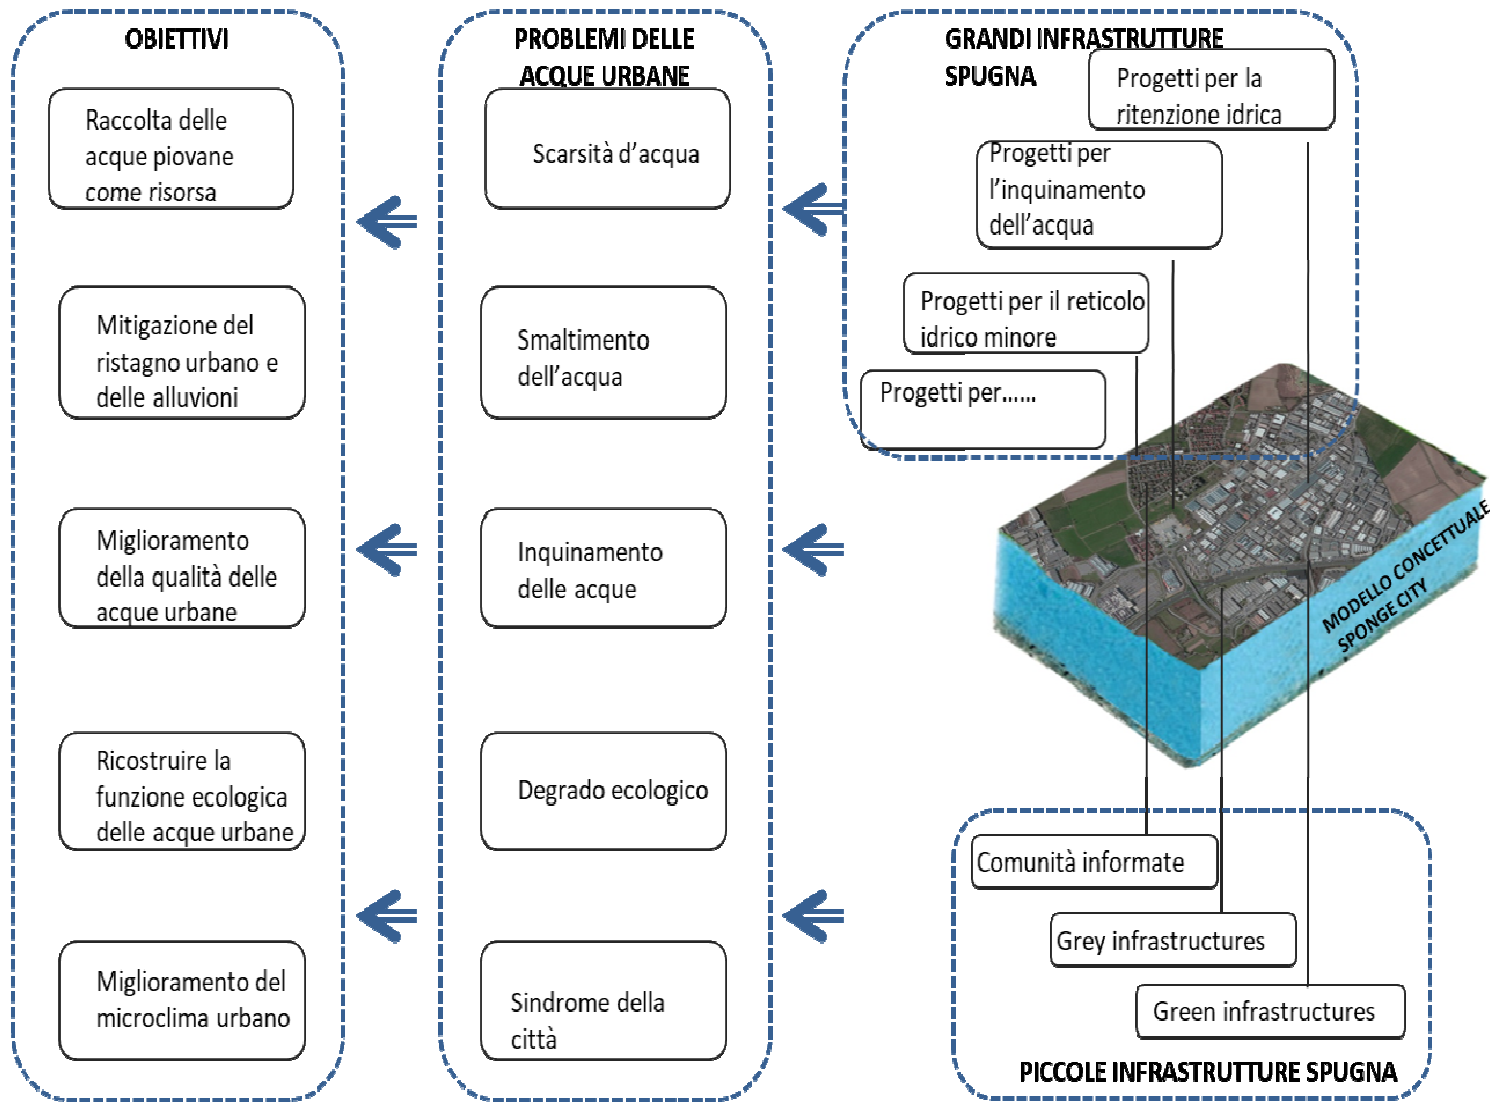 OBIETTIVI
Raccolta delle
acque piovane
come risorsa
Mitigazione del
ristagno urbano e
delle alluvioni
Miglioramento
della qualità delle
acque urbane
Ricostruire la
funzione ecologica
delle acque urbane
Miglioramento del
microclima urbano
PROBLEMI DELLE
ACQUE URBANE
Scarsità d’acqua
Smaltimento
dell’acqua
Inquinamento
delle acque
Degrado ecologico
Sindrome della
città
GRANDI INFRASTRUTTURE
SPUGNA
Progetti per la
ritenzione idrica
Progetti per
l’inquinamento
dell’acqua
Progetti per il reticolo
idrico minore
Progetti per......
MODELLO CONCETTUALE
SPONGE CITY
Comunità informate
Grey infrastructures
Green infrastructures
PICCOLE INFRASTRUTTURE SPUGNA